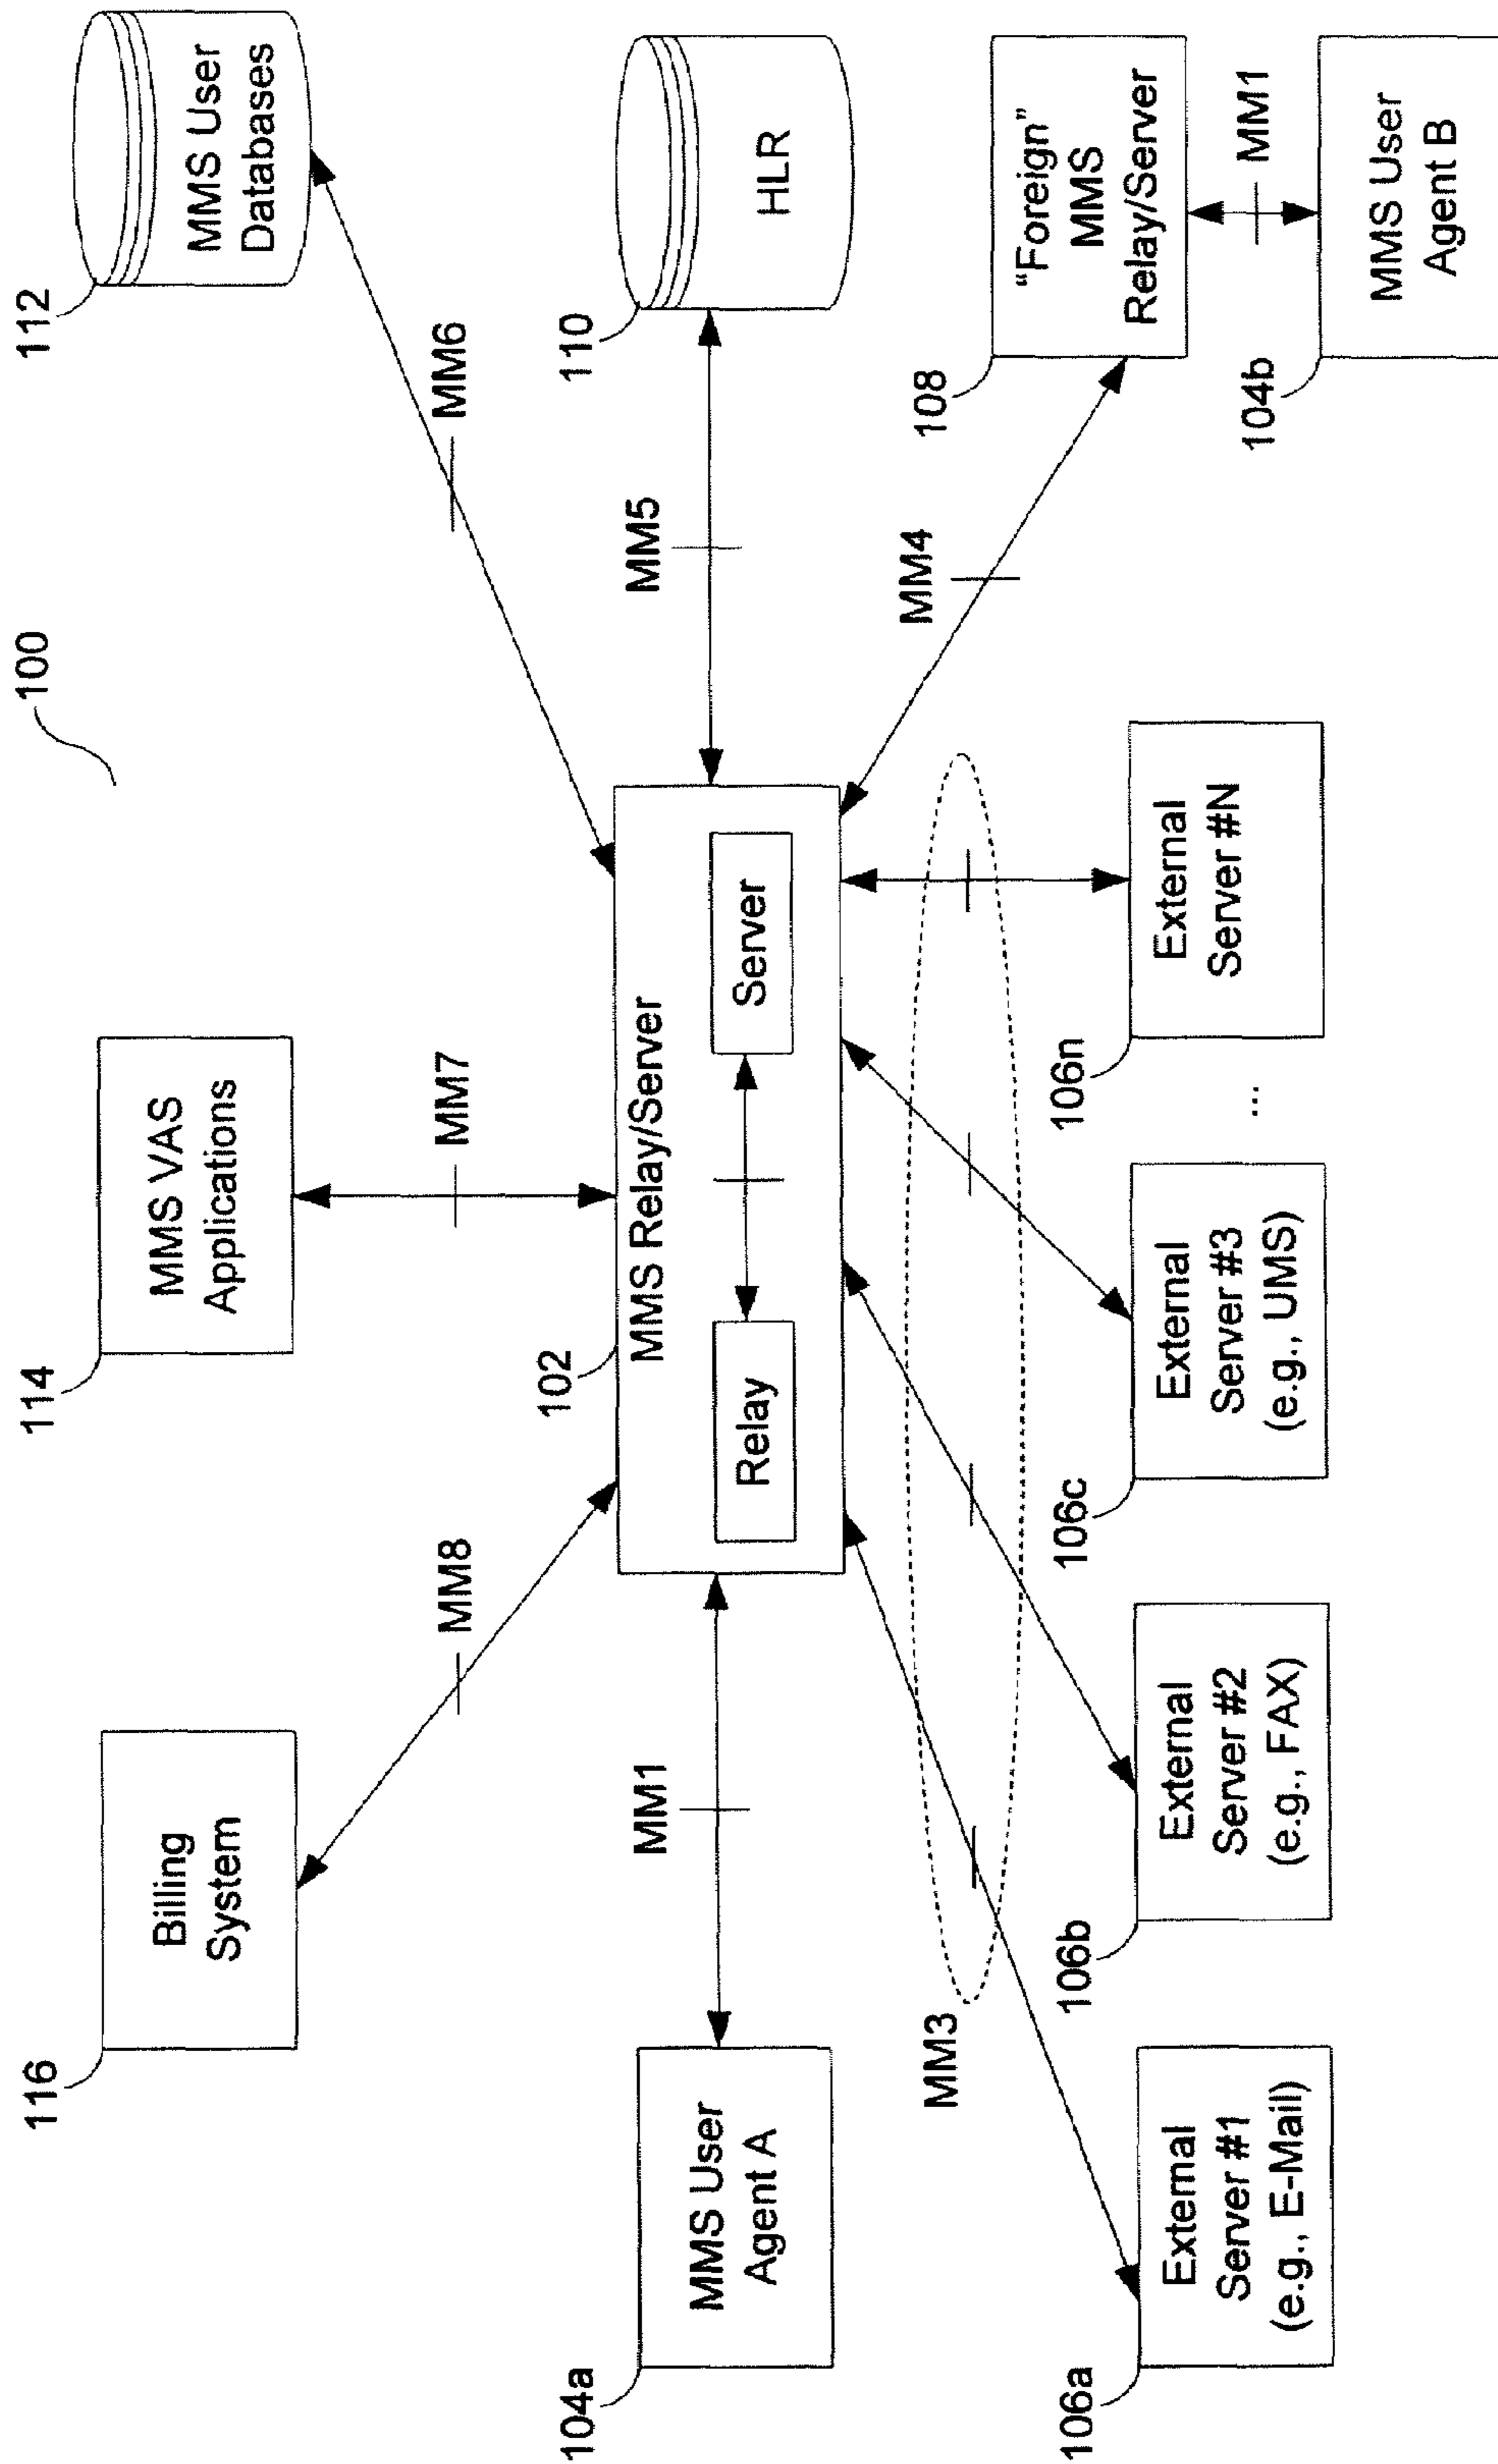 100
116
Billing
System
114
MMS VAS
Applications
112
MMS User
Databases
MM8
MM7
MM6
104a
MMS User
Agent A
MM1
102
MMS Relay/Server
Relay
Server
MM5
110
HLR
MM3
MM4
108
“Foreign”
MMS
Relay/Server
MM1
104b
MMS User
Agent B
106a
External
Server #1
(e.g., E-Mail)
106b
External
Server #2
(e.g., FAX)
106c
External
Server #3
(e.g., UMS)
...
106n
External
Server #N